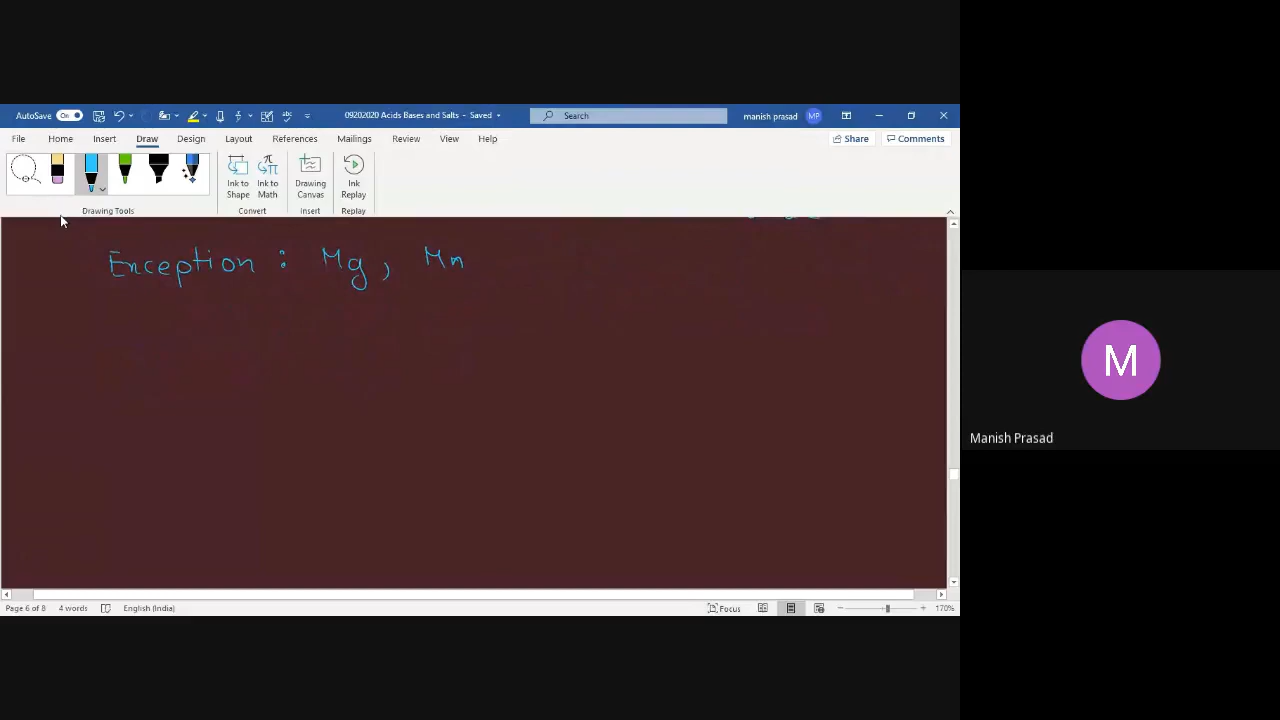 AutoSave On 09202020 Acids Bases and Salts - Saved Search manish prasad MP
File Home Insert Draw Design Layout References Mailings Review View Help Share Comments
Ink to Shape Ink to Math Drawing Canvas Ink Replay
Drawing Tools Convert Insert Replay
Exception : Mg, Mn
M
Manish Prasad
Page 6 of 8 4 words English (India) Focus 170%